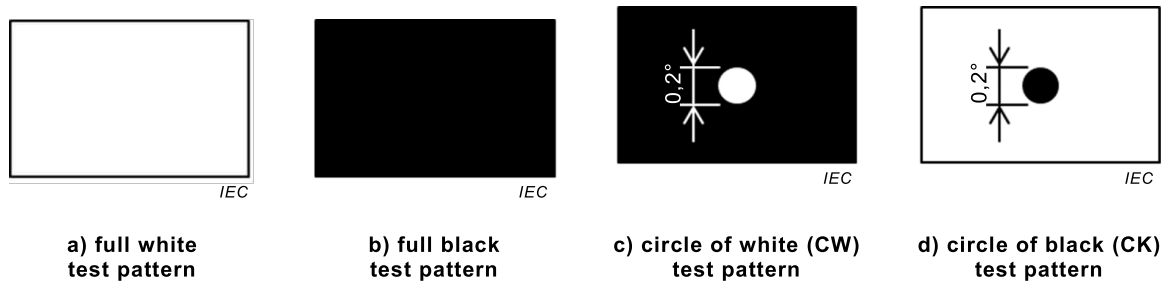 0,2°
0,2°
IEC
IEC
IEC
IEC
a) full white
test pattern
b) full black
test pattern
c) circle of white (CW)
test pattern
d) circle of black (CK)
test pattern